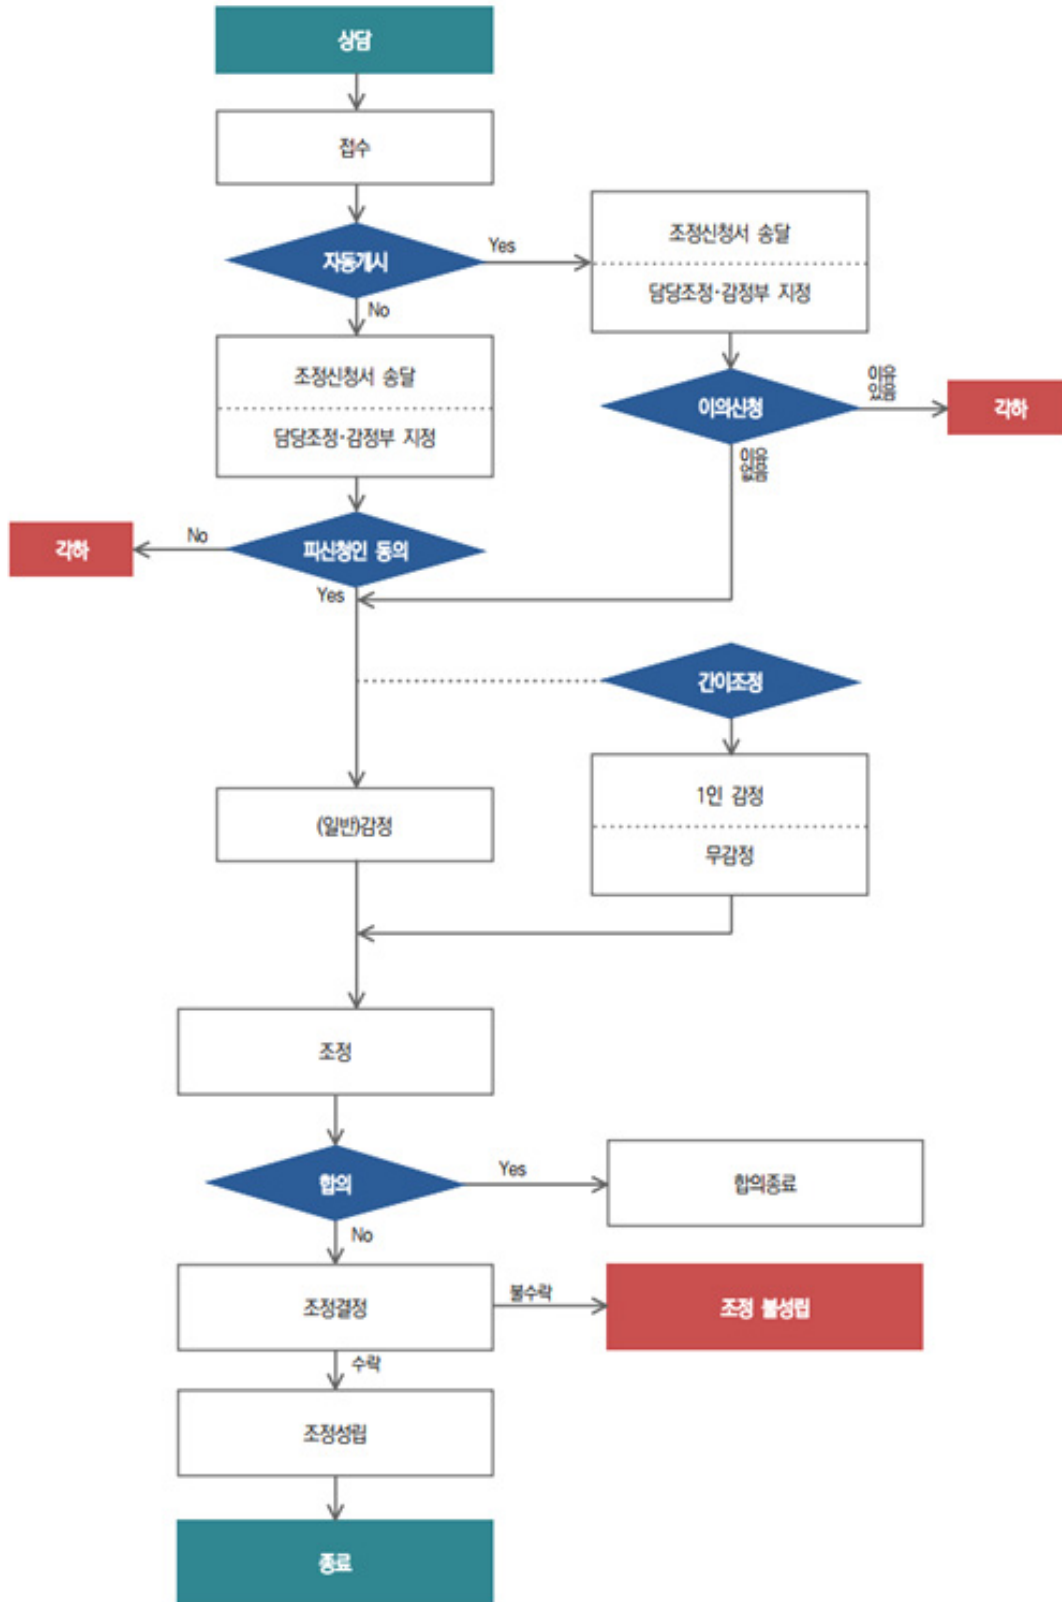 상담
접수
자동개시
Yes
조정신청서 송달
담당조정·감정부 지정
No
조정신청서 송달
담당조정·감정부 지정
이의신청
이유
있음
각하
이유
없음
피신청인 동의
No
각하
Yes
간이조정
1인 감정
무감정
(일반)감정
조정
합의
Yes
합의종료
No
조정결정
불수락
조정 불성립
수락
조정성립
종료